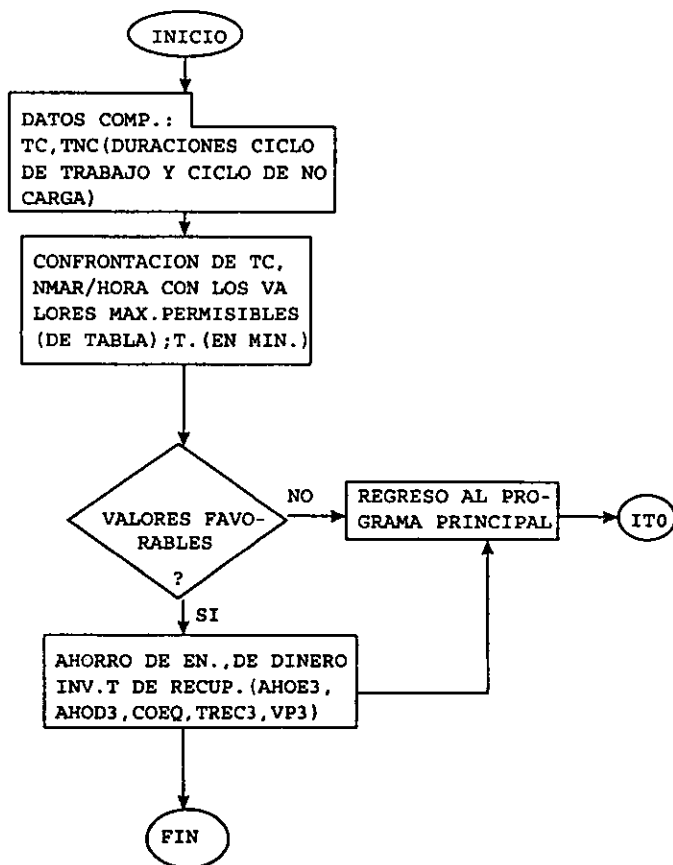 INICIO
DATOS COMP.:
TC,TNC(DURACIONES CICLO
DE TRABAJO Y CICLO DE NO
CARGA)
CONFRONTACION DE TC,
NMAR/HORA CON LOS VA
LORES MAX.PERMISIBLES
(DE TABLA);T.(EN MIN.)
VALORES FAVO-
RABLES
?
NO
REGRESO AL PRO-
GRAMA PRINCIPAL
IT0
SI
AHORRO DE EN.,DE DINERO
INV.T DE RECUP.(AHOE3,
AHOD3,COEQ,TREC3,VP3)
FIN